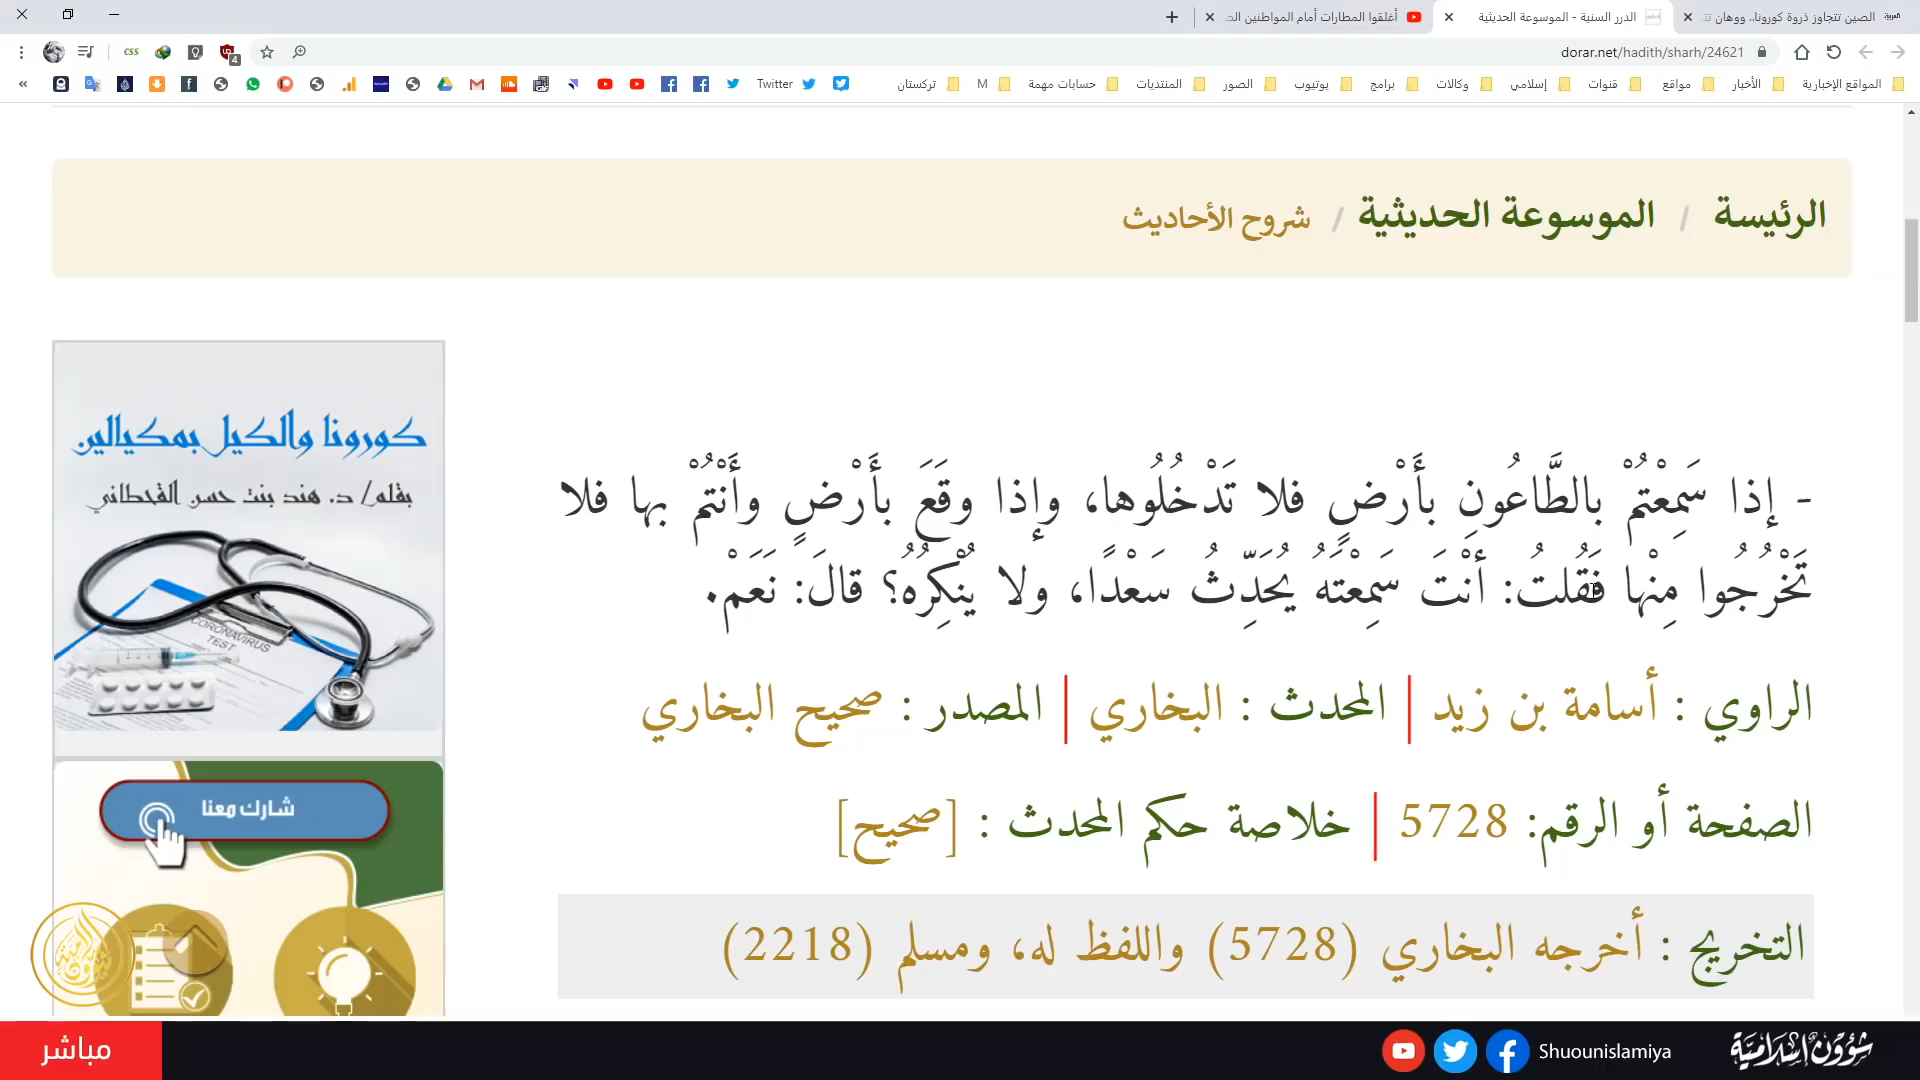 الصين تتجاوز ذروة كورونا.. ووهان تت
الدرر السنية - الموسوعة الحديثية
أغلقوا المطارات أمام المواطنين الص
dorar.net/hadith/sharh/24621
css
4
المواقع الإخبارية
الأخبار
مواقع
قنوات
إسلامي
وكالات
برامج
يوتيوب
الصور
المنتديات
حسابات مهمة
M
تركستان
Twitter
الرئيسة / الموسوعة الحديثية / شروح الأحاديث
كورونا والكيل بمكيالين
بقلم/ د. هند بنت حسن القحطاني
CORONAVIRUS
TEST
- إذا سَمِعْتُمْ بالطَّاعُونِ بأَرْضٍ فلا تَدْخُلُوها، وإذا وقَعَ بأَرْضٍ وأَنْتُمْ بها فلا
تَخْرُجُوا مِنْها فَقُلتُ: أنْتَ سَمِعْتَهُ يُحَدِّثُ سَعْدًا، ولا يُنْكِرُهُ؟ قالَ: نَعَمْ.
الراوي : أسامة بن زيد | المحدث : البخاري | المصدر : صحيح البخاري
الصفحة أو الرقم: 5728 | خلاصة حكم المحدث : [صحيح]
التخريج : أخرجه البخاري (5728) واللفظ له، ومسلم (2218)
شارك معنا
مباشر
Shuounislamiya
شؤون إسلامية